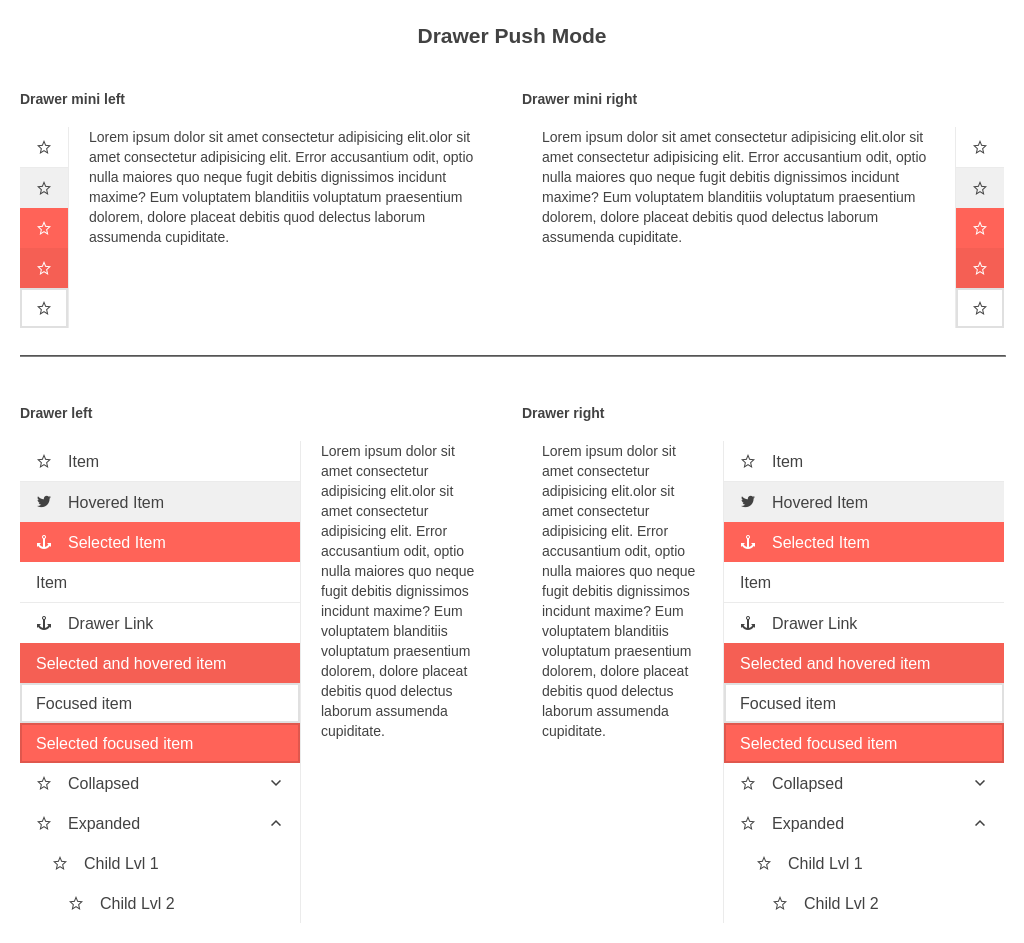 Drawer Push Mode
Drawer mini left
Lorem ipsum dolor sit amet consectetur adipisicing elit.olor sit
amet consectetur adipisicing elit. Error accusantium odit, optio
nulla maiores quo neque fugit debitis dignissimos incidunt
maxime? Eum voluptatem blanditiis voluptatum praesentium
dolorem, dolore placeat debitis quod delectus laborum
assumenda cupiditate.
Drawer mini right
Lorem ipsum dolor sit amet consectetur adipisicing elit.olor sit
amet consectetur adipisicing elit. Error accusantium odit, optio
nulla maiores quo neque fugit debitis dignissimos incidunt
maxime? Eum voluptatem blanditiis voluptatum praesentium
dolorem, dolore placeat debitis quod delectus laborum
assumenda cupiditate.
Drawer left
Item
Hovered Item
Selected Item
Item
Drawer Link
Selected and hovered item
Focused item
Selected focused item
Collapsed
Expanded
Child Lvl 1
Child Lvl 2
Lorem ipsum dolor sit
amet consectetur
adipisicing elit.olor sit
amet consectetur
adipisicing elit. Error
accusantium odit, optio
nulla maiores quo neque
fugit debitis dignissimos
incidunt maxime? Eum
voluptatem blanditiis
voluptatum praesentium
dolorem, dolore placeat
debitis quod delectus
laborum assumenda
cupiditate.
Drawer right
Lorem ipsum dolor sit
amet consectetur
adipisicing elit.olor sit
amet consectetur
adipisicing elit. Error
accusantium odit, optio
nulla maiores quo neque
fugit debitis dignissimos
incidunt maxime? Eum
voluptatem blanditiis
voluptatum praesentium
dolorem, dolore placeat
debitis quod delectus
laborum assumenda
cupiditate.
Item
Hovered Item
Selected Item
Item
Drawer Link
Selected and hovered item
Focused item
Selected focused item
Collapsed
Expanded
Child Lvl 1
Child Lvl 2